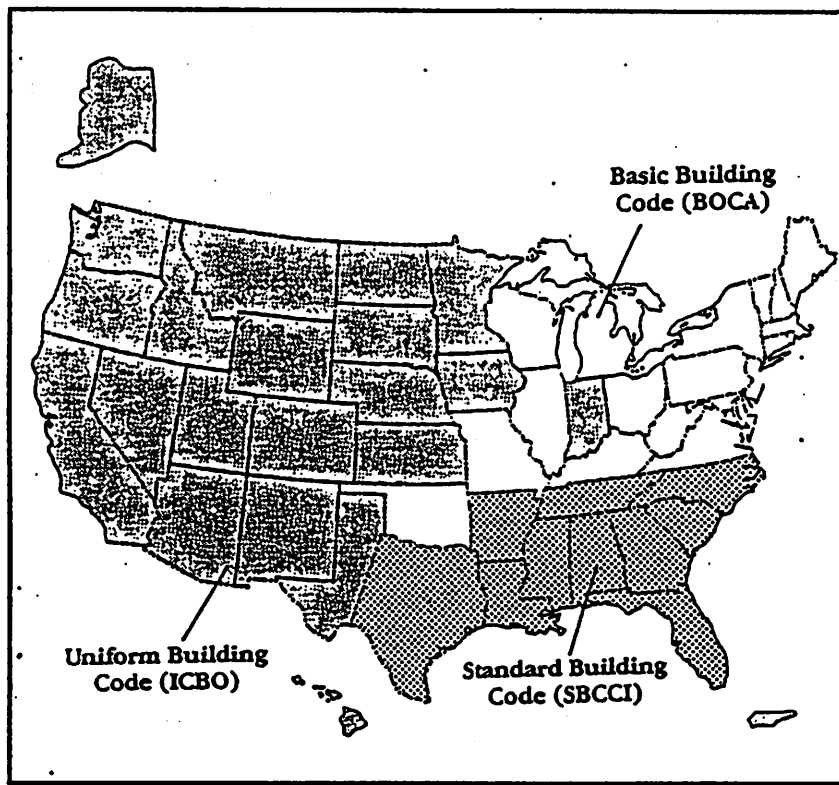 Basic Building
Code (BOCA)
Uniform Building
Code (ICBO)
Standard Building
Code (SBCCI)